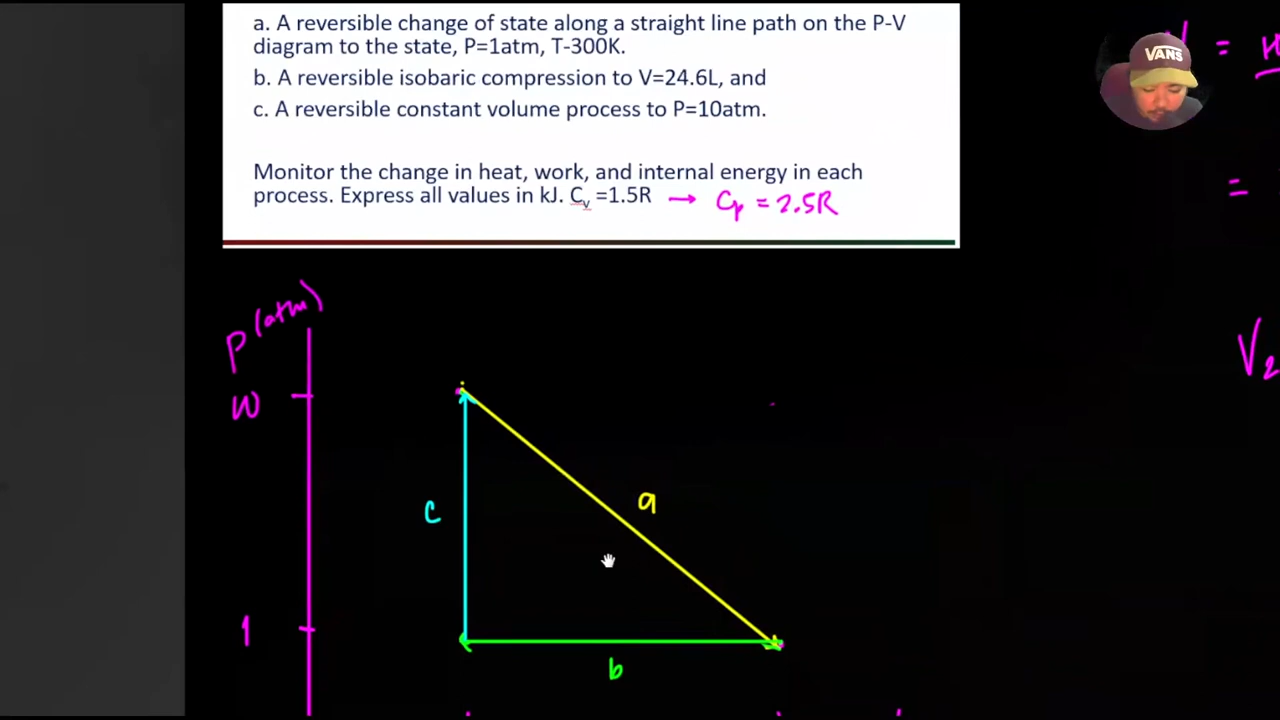 a. A reversible change of state along a straight line path on the P-V
diagram to the state, P=1atm, T-300K.
b. A reversible isobaric compression to V=24.6L, and
c. A reversible constant volume process to P=10atm.
Monitor the change in heat, work, and internal energy in each
process. Express all values in kJ. Cᵥ =1.5R → Cp = 2.5R
VANS
=
=
P(atm)
V₂
10
a
c
1
b